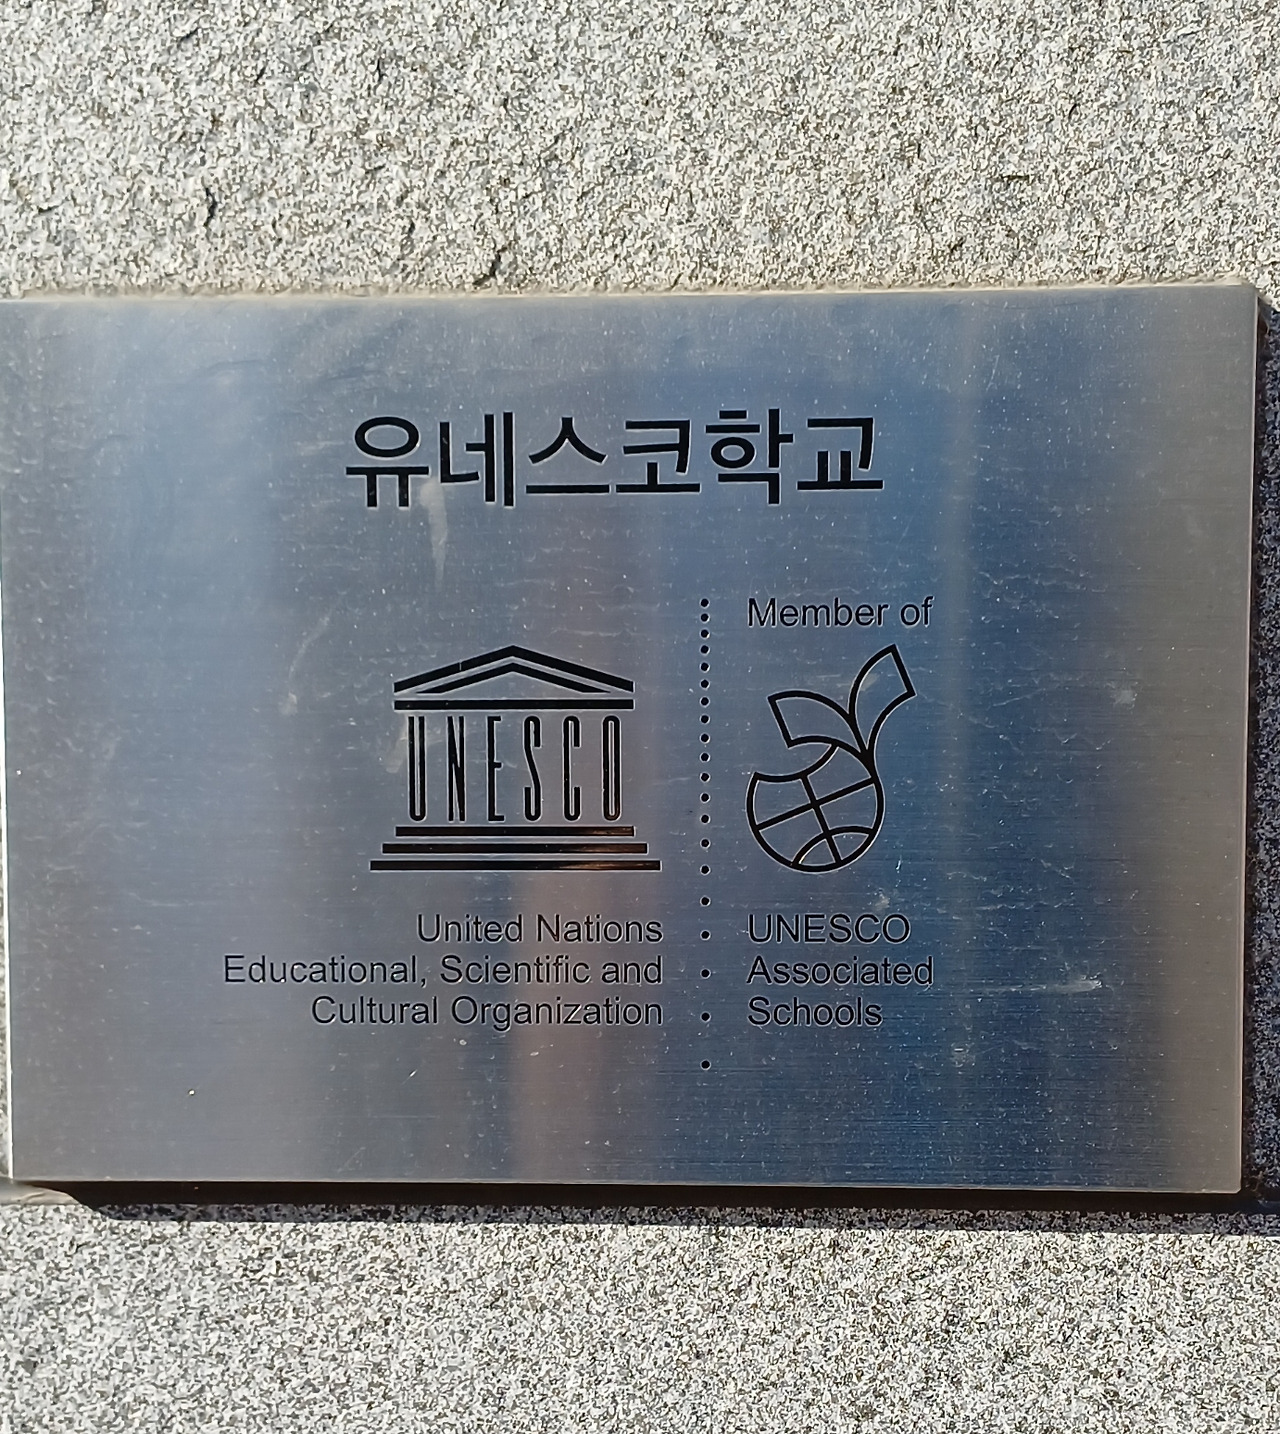 유네스코학교
UNESCO
United Nations
Educational, Scientific and
Cultural Organization
Member of
UNESCO
Associated
Schools